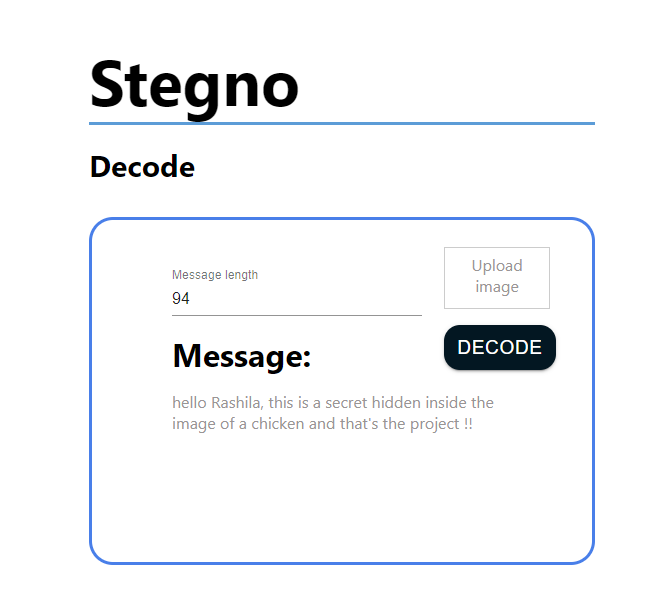 Stegno
Decode
Message length
94
Upload
image
DECODE
Message:
hello Rashila, this is a secret hidden inside the
image of a chicken and that's the project !!